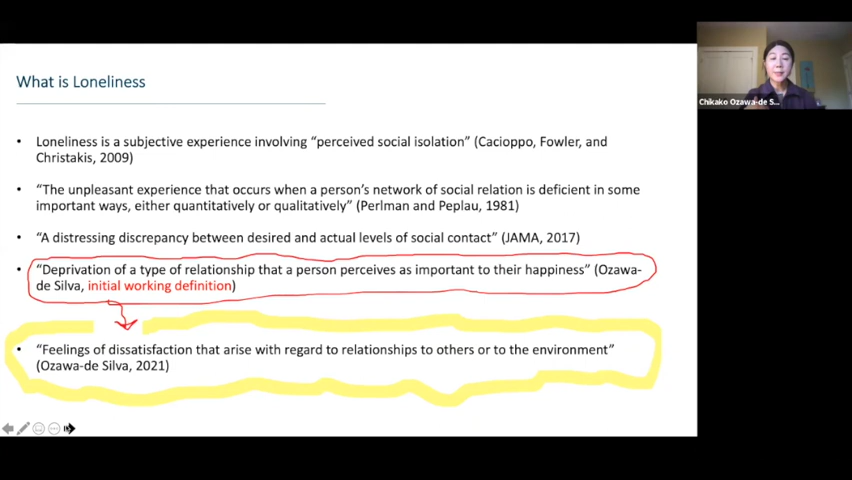 What is Loneliness
Chikako Ozawa-de S...
• Loneliness is a subjective experience involving “perceived social isolation” (Cacioppo, Fowler, and
Christakis, 2009)
• “The unpleasant experience that occurs when a person’s network of social relation is deficient in some
important ways, either quantitatively or qualitatively” (Perlman and Peplau, 1981)
• “A distressing discrepancy between desired and actual levels of social contact” (JAMA, 2017)
• “Deprivation of a type of relationship that a person perceives as important to their happiness” (Ozawa-
de Silva, initial working definition)
• “Feelings of dissatisfaction that arise with regard to relationships to others or to the environment”
(Ozawa-de Silva, 2021)